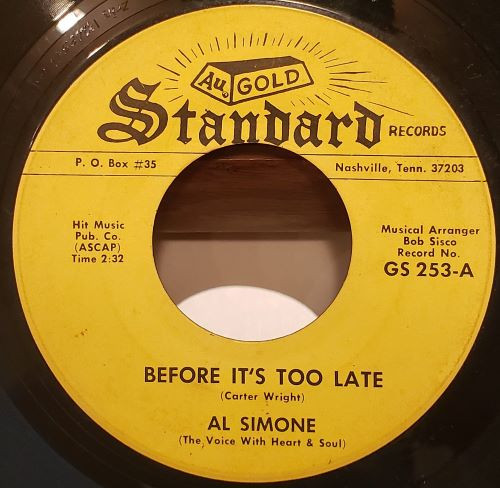 Au. GOLD
Standard RECORDS
P. O. Box #35
Nashville, Tenn. 37203
Hit Music
Pub. Co.
(ASCAP)
Time 2:32
Musical Arranger
Bob Sisco
Record No.
GS 253-A
BEFORE IT'S TOO LATE
(Carter Wright)
AL SIMONE
(The Voice With Heart & Soul)